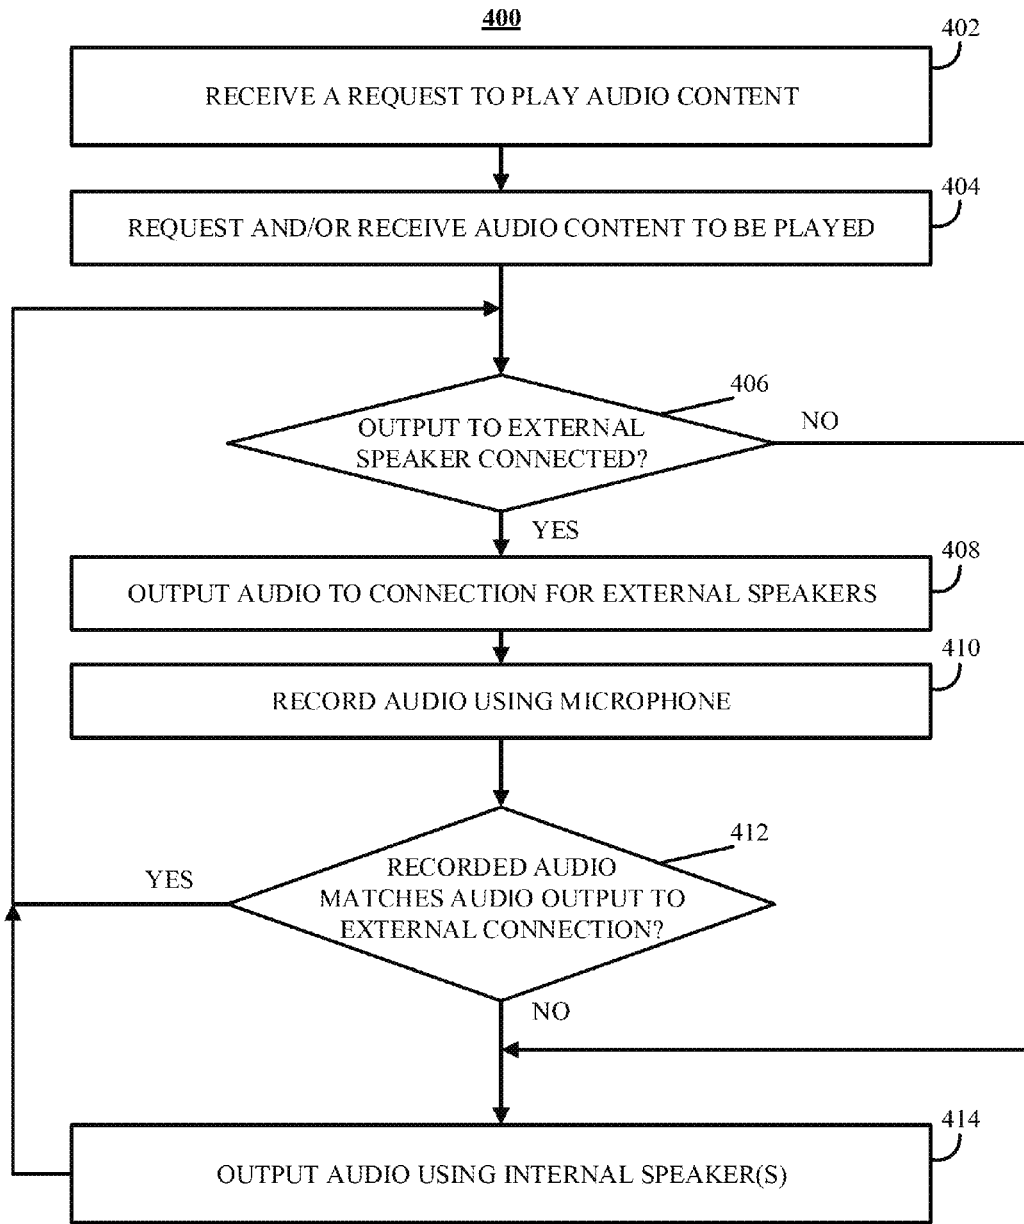 400
402
RECEIVE A REQUEST TO PLAY AUDIO CONTENT
404
REQUEST AND/OR RECEIVE AUDIO CONTENT TO BE PLAYED
406
OUTPUT TO EXTERNAL
SPEAKER CONNECTED?
NO
YES
408
OUTPUT AUDIO TO CONNECTION FOR EXTERNAL SPEAKERS
410
RECORD AUDIO USING MICROPHONE
412
RECORDED AUDIO
MATCHES AUDIO OUTPUT TO
EXTERNAL CONNECTION?
YES
NO
414
OUTPUT AUDIO USING INTERNAL SPEAKER(S)